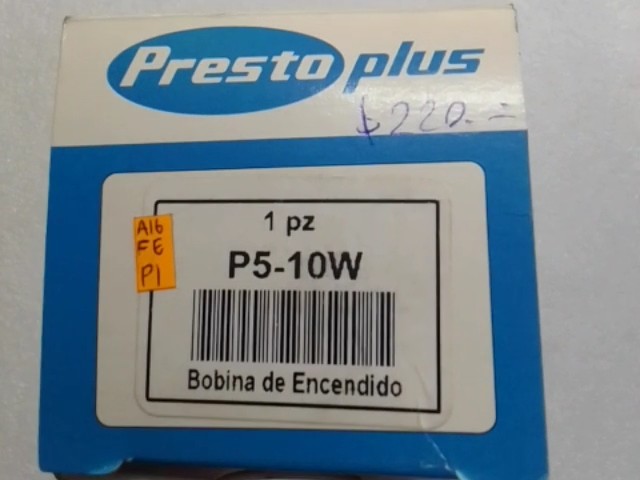 Presto plus
$220.=
1 pz
A16
FE
P1
P5-10W
Bobina de Encendido